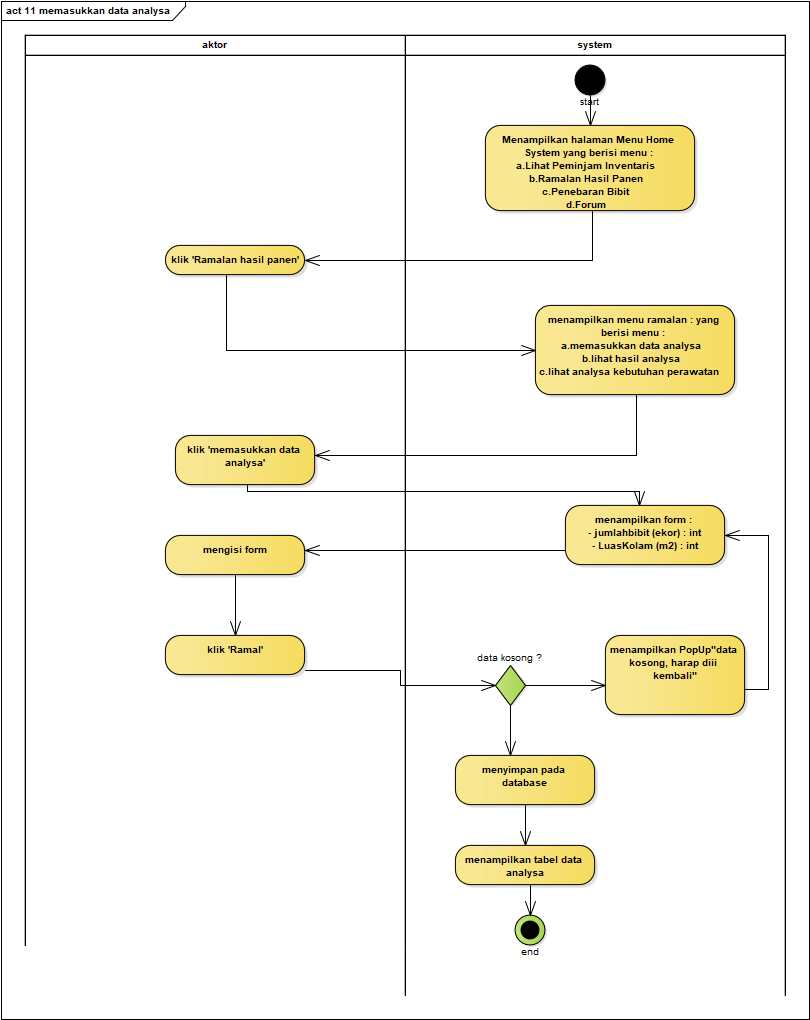 act 11 memasukkan data analysa
aktor
system
start
Menampilkan halaman Menu Home
System yang berisi menu :
a.Lihat Peminjam Inventaris
b.Ramalan Hasil Panen
c.Penebaran Bibit
d.Forum
klik 'Ramalan hasil panen'
menampilkan menu ramalan : yang
berisi menu :
a.memasukkan data analysa
b.lihat hasil analysa
c.lihat analysa kebutuhan perawatan
klik 'memasukkan data
analysa'
menampilkan form :
- jumlahbibit (ekor) : int
- LuasKolam (m2) : int
mengisi form
klik 'Ramal'
data kosong ?
menampilkan PopUp"data
kosong, harap diii
kembali"
menyimpan pada
database
menampilkan tabel data
analysa
end